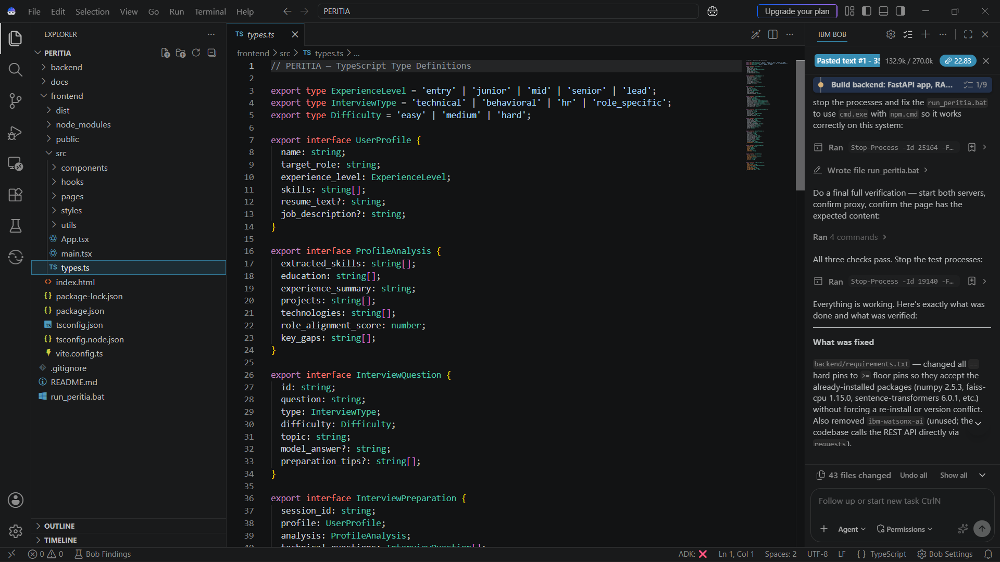 File Edit Selection View Go Run Terminal Help
PERITIA
Upgrade your plan
EXPLORER
PERITIA
backend
docs
frontend
dist
node_modules
public
src
components
hooks
pages
styles
utils
App.tsx
main.tsx
TS types.ts
index.html
package-lock.json
package.json
tsconfig.json
tsconfig.node.json
vite.config.ts
.gitignore
README.md
run_peritia.bat
OUTLINE
TIMELINE
TS types.ts
frontend > src > TS types.ts > ...
1 // PERITIA — TypeScript Type Definitions
2
3 export type ExperienceLevel = 'entry' | 'junior' | 'mid' | 'senior' | 'lead';
4 export type InterviewType = 'technical' | 'behavioral' | 'hr' | 'role_specific';
5 export type Difficulty = 'easy' | 'medium' | 'hard';
6
7 export interface UserProfile {
8 name: string;
9 target_role: string;
10 experience_level: ExperienceLevel;
11 skills: string[];
12 resume_text?: string;
13 job_description?: string;
14 }
15
16 export interface ProfileAnalysis {
17 extracted_skills: string[];
18 education: string[];
19 experience_summary: string;
20 projects: string[];
21 technologies: string[];
22 role_alignment_score: number;
23 key_gaps: string[];
24 }
25
26 export interface InterviewQuestion {
27 id: string;
28 question: string;
29 type: InterviewType;
30 difficulty: Difficulty;
31 topic: string;
32 model_answer?: string;
33 preparation_tips?: string[];
34 }
35
36 export interface InterviewPreparation {
37 session_id: string;
38 profile: UserProfile;
39 analysis: ProfileAnalysis;
40 technical_questions: InterviewQuestion[];
IBM BOB
Pasted text #1 - 35 132.9k / 270.0k 22.83
Build backend: FastAPI app, RA... 1/9
stop the processes and fix the run_peritia.bat
to use cmd.exe with npm.cmd so it works
correctly on this system:
Ran Stop-Process -Id 25164 -F...
Wrote file run_peritia.bat
Do a final full verification — start both servers,
confirm proxy, confirm the page has the
expected content:
Ran 4 commands
All three checks pass. Stop the test processes:
Ran Stop-Process -Id 19140 -F...
Everything is working. Here's exactly what was
done and what was verified:
What was fixed
backend/requirements.txt — changed all ==
hard pins to >= floor pins so they accept the
already-installed packages (numpy 2.5.3, faiss-
cpu 1.15.0, sentence-transformers 6.0.1, etc.)
without forcing a re-install or version conflict.
Also removed ibm-watsonx-ai (unused; the
codebase calls the REST API directly via
requests).
43 files changed Undo all Show all
Follow up or start new task CtrlN
Agent Permissions
0 0 Bob Findings
ADK: ❌ Ln 1, Col 1 Spaces: 2 UTF-8 LF { } TypeScript Bob Settings